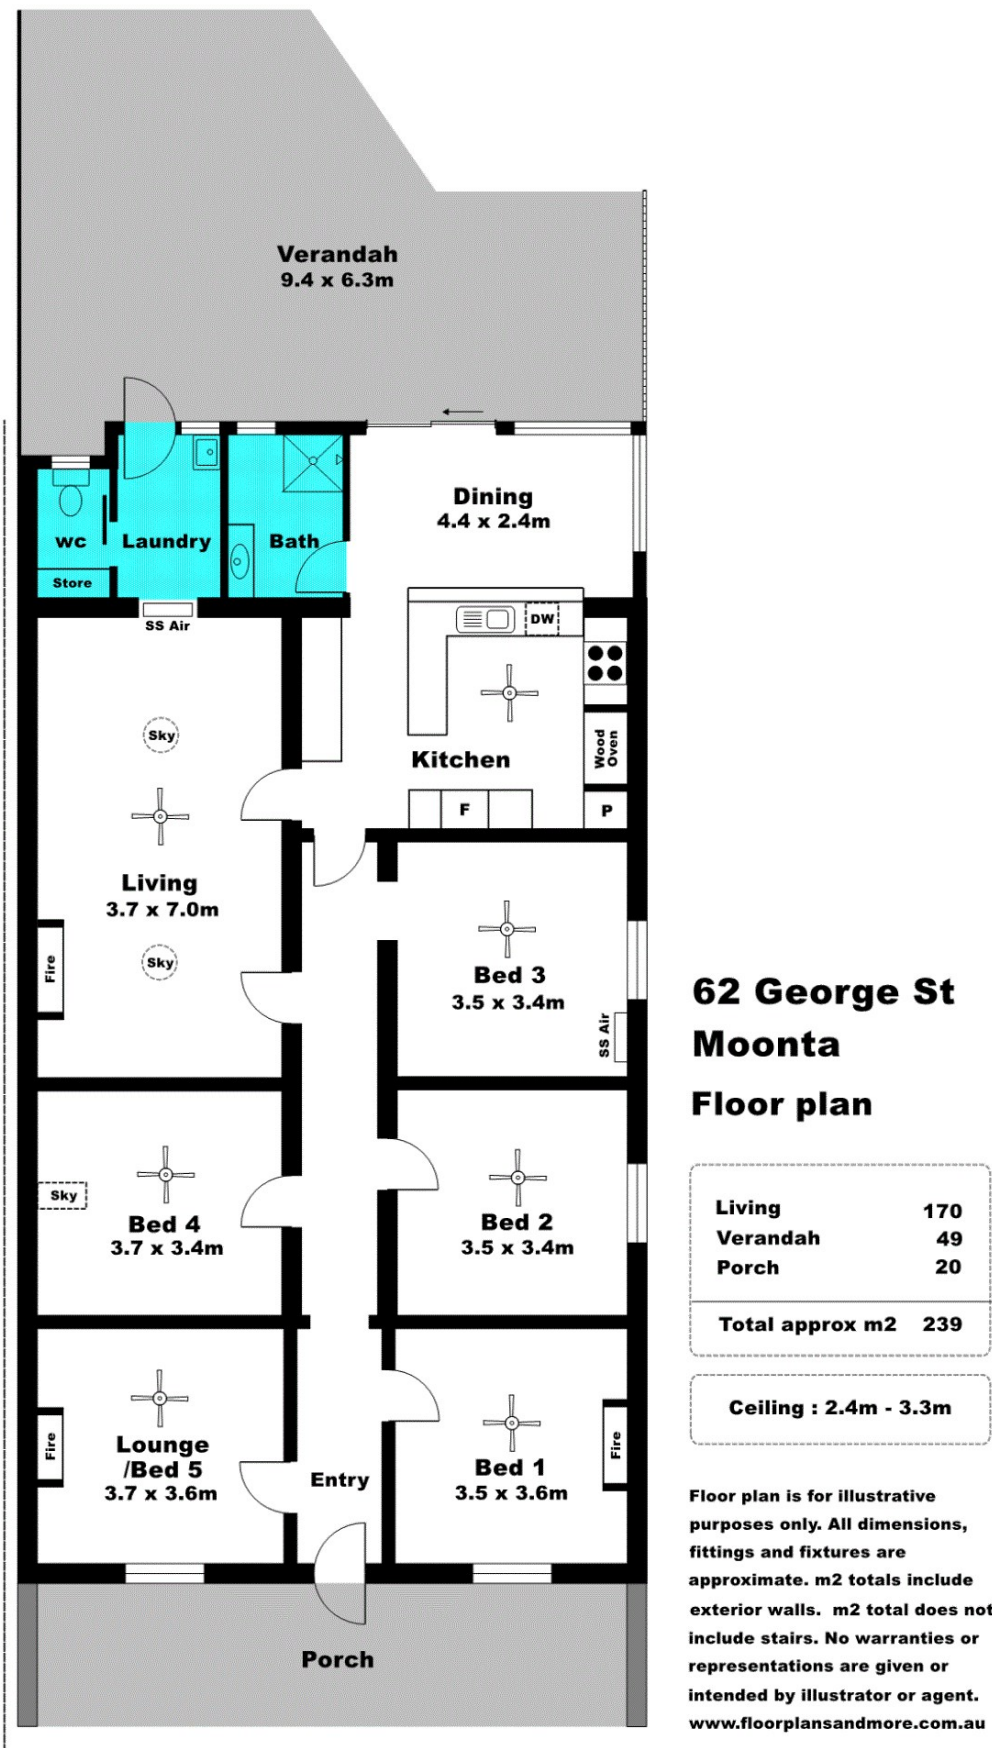 Verandah
9.4 x 6.3m
Dining
4.4 x 2.4m
WC
Laundry
Bath
Store
SS Air
DW
Sky
Kitchen
Wood
Oven
F
P
Living
3.7 x 7.0m
Sky
Fire
Bed 3
3.5 x 3.4m
SS Air
Sky
Bed 4
3.7 x 3.4m
Bed 2
3.5 x 3.4m
Fire
Lounge
/Bed 5
3.7 x 3.6m
Entry
Bed 1
3.5 x 3.6m
Fire
Porch
62 George St
Moonta
Floor plan
Living 170
Verandah 49
Porch 20
Total approx m2 239
Ceiling : 2.4m - 3.3m
Floor plan is for illustrative
purposes only. All dimensions,
fittings and fixtures are
approximate. m2 totals include
exterior walls. m2 total does not
include stairs. No warranties or
representations are given or
intended by illustrator or agent.
www.floorplansandmore.com.au